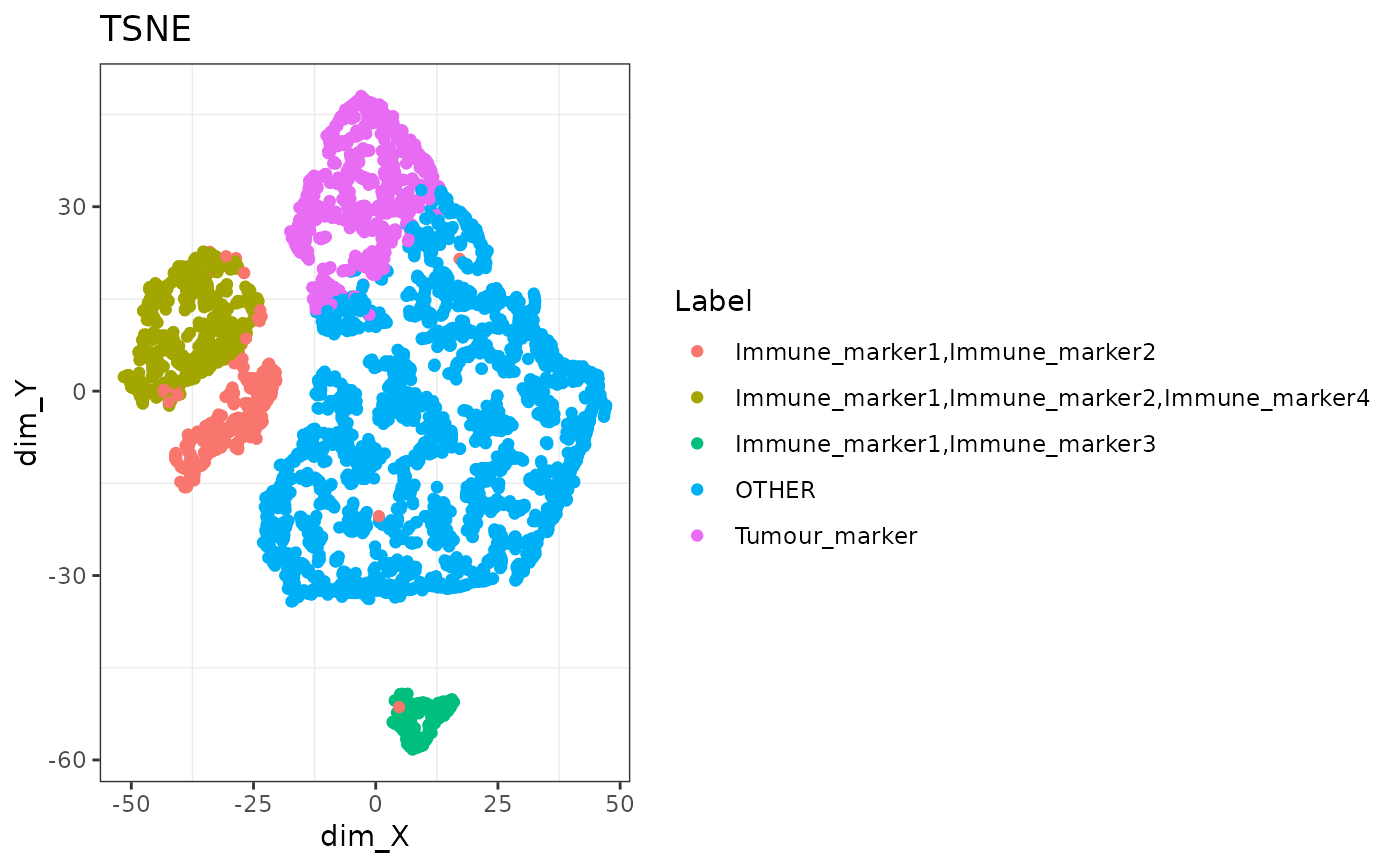 TSNE
30
0
-30
-60
dim_Y
-50 -25 0 25 50
dim_X
Label
Immune_marker1,Immune_marker2
Immune_marker1,Immune_marker2,Immune_marker4
Immune_marker1,Immune_marker3
OTHER
Tumour_marker